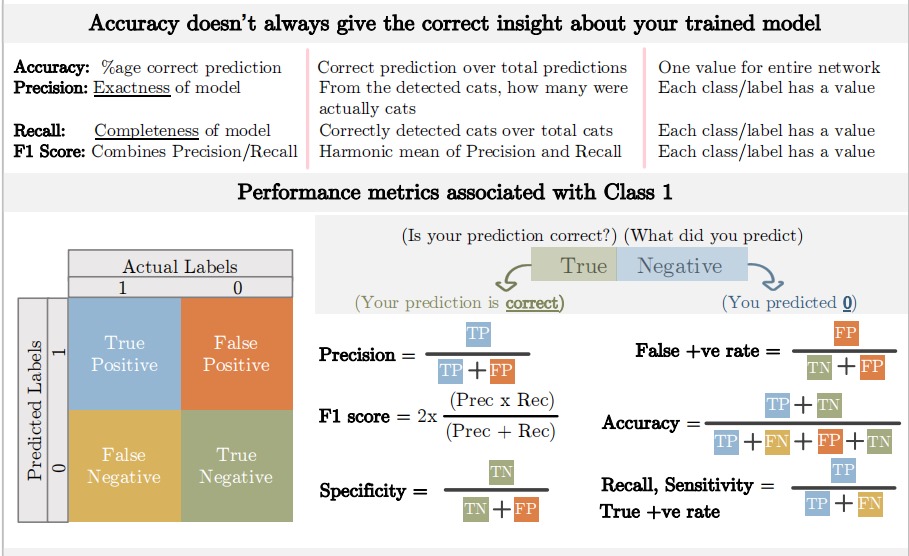 Accuracy doesn't always give the correct insight about your trained model
Accuracy: %age correct prediction
Correct prediction over total predictions
One value for entire network
Precision: Exactness of model
From the detected cats, how many were
actually cats
Each class/label has a value
Recall: Completeness of model
Correctly detected cats over total cats
Each class/label has a value
F1 Score: Combines Precision/Recall
Harmonic mean of Precision and Recall
Each class/label has a value
Performance metrics associated with Class 1
Actual Labels
1 0
Predicted Labels
1
True
Positive
False
Positive
0
False
Negative
True
Negative
(Is your prediction correct?) (What did you predict)
True Negative
(Your prediction is correct)
(You predicted 0)
Precision =
TP
TP + FP
False +ve rate =
FP
TN + FP
F1 score = 2x
(Prec x Rec)
(Prec + Rec)
Accuracy =
TP + TN
TP + FN + FP + TN
Specificity =
TN
TN + FP
Recall, Sensitivity =
True +ve rate
TP
TP + FN